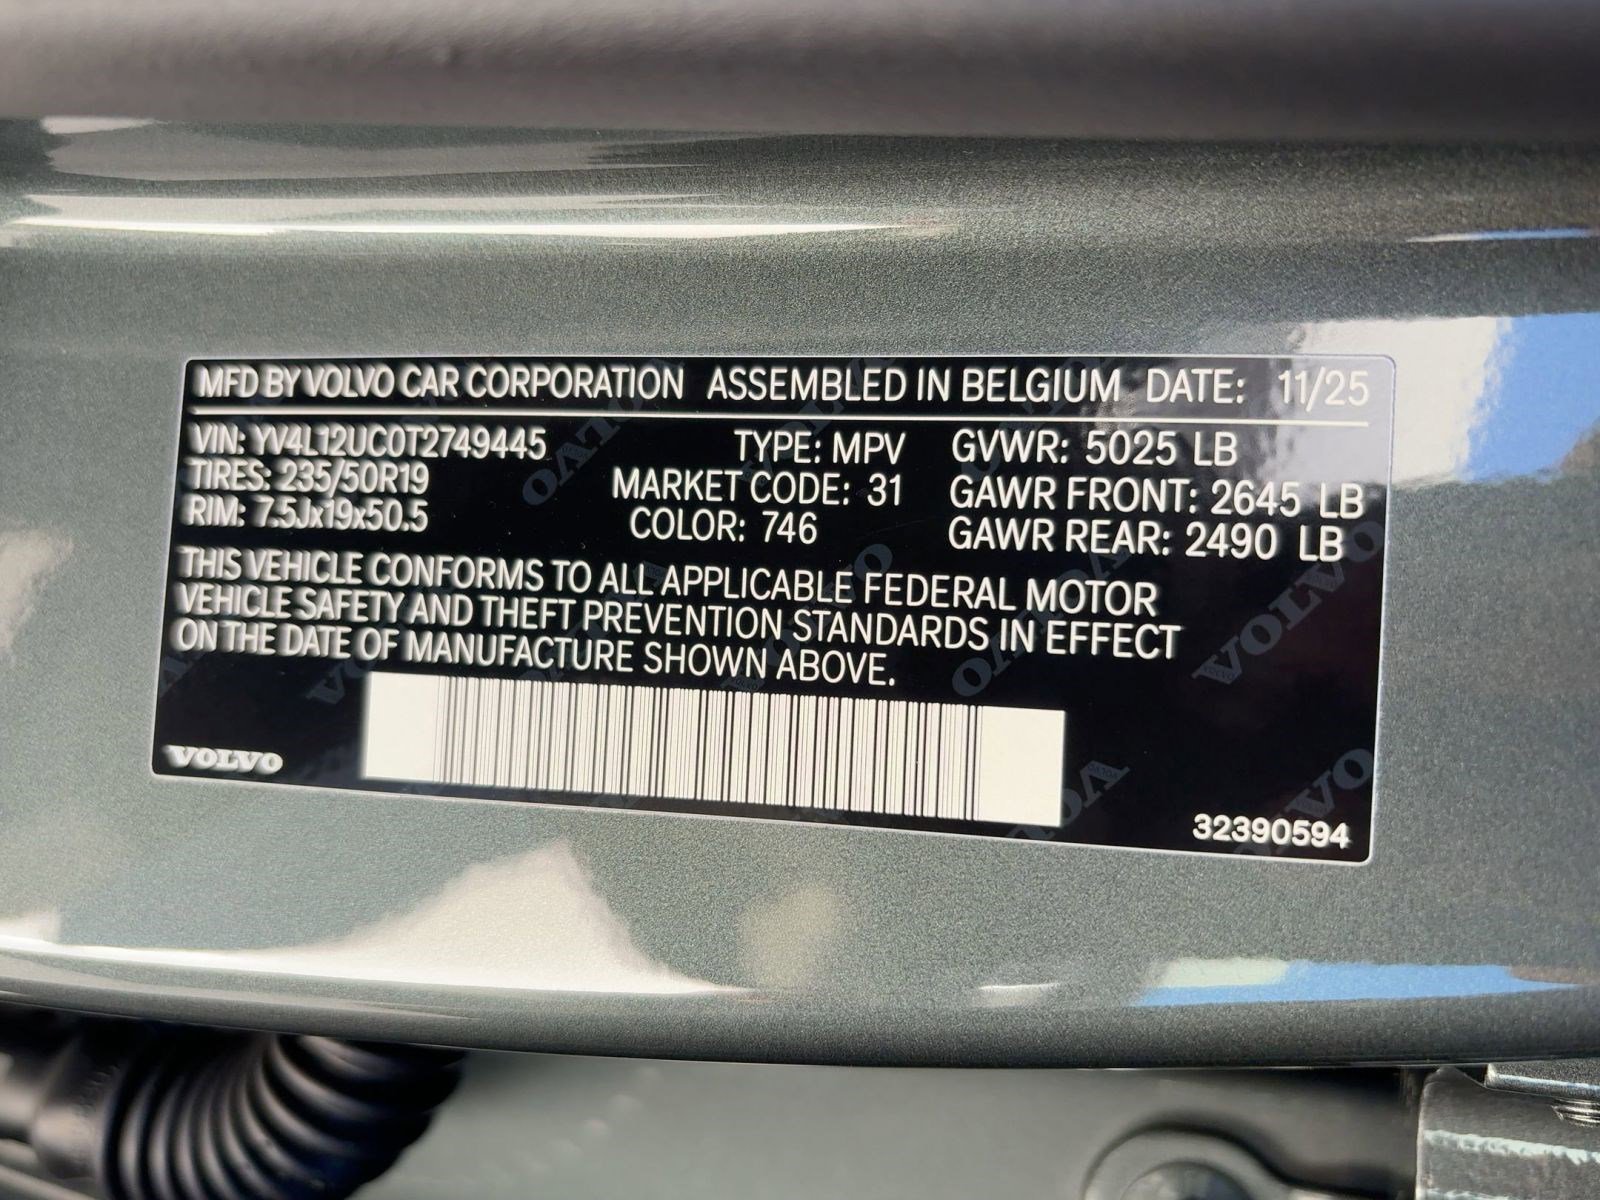 MFD BY VOLVO CAR CORPORATION ASSEMBLED IN BELGIUM DATE: 11/25
VIN: YV4L12UC0T2749445 TYPE: MPV GVWR: 5025 LB
TIRES: 235/50R19 MARKET CODE: 31 GAWR FRONT: 2645 LB
RIM: 7.5Jx19x50.5 COLOR: 746 GAWR REAR: 2490 LB
THIS VEHICLE CONFORMS TO ALL APPLICABLE FEDERAL MOTOR
VEHICLE SAFETY AND THEFT PREVENTION STANDARDS IN EFFECT
ON THE DATE OF MANUFACTURE SHOWN ABOVE.
VOLVO
32390594